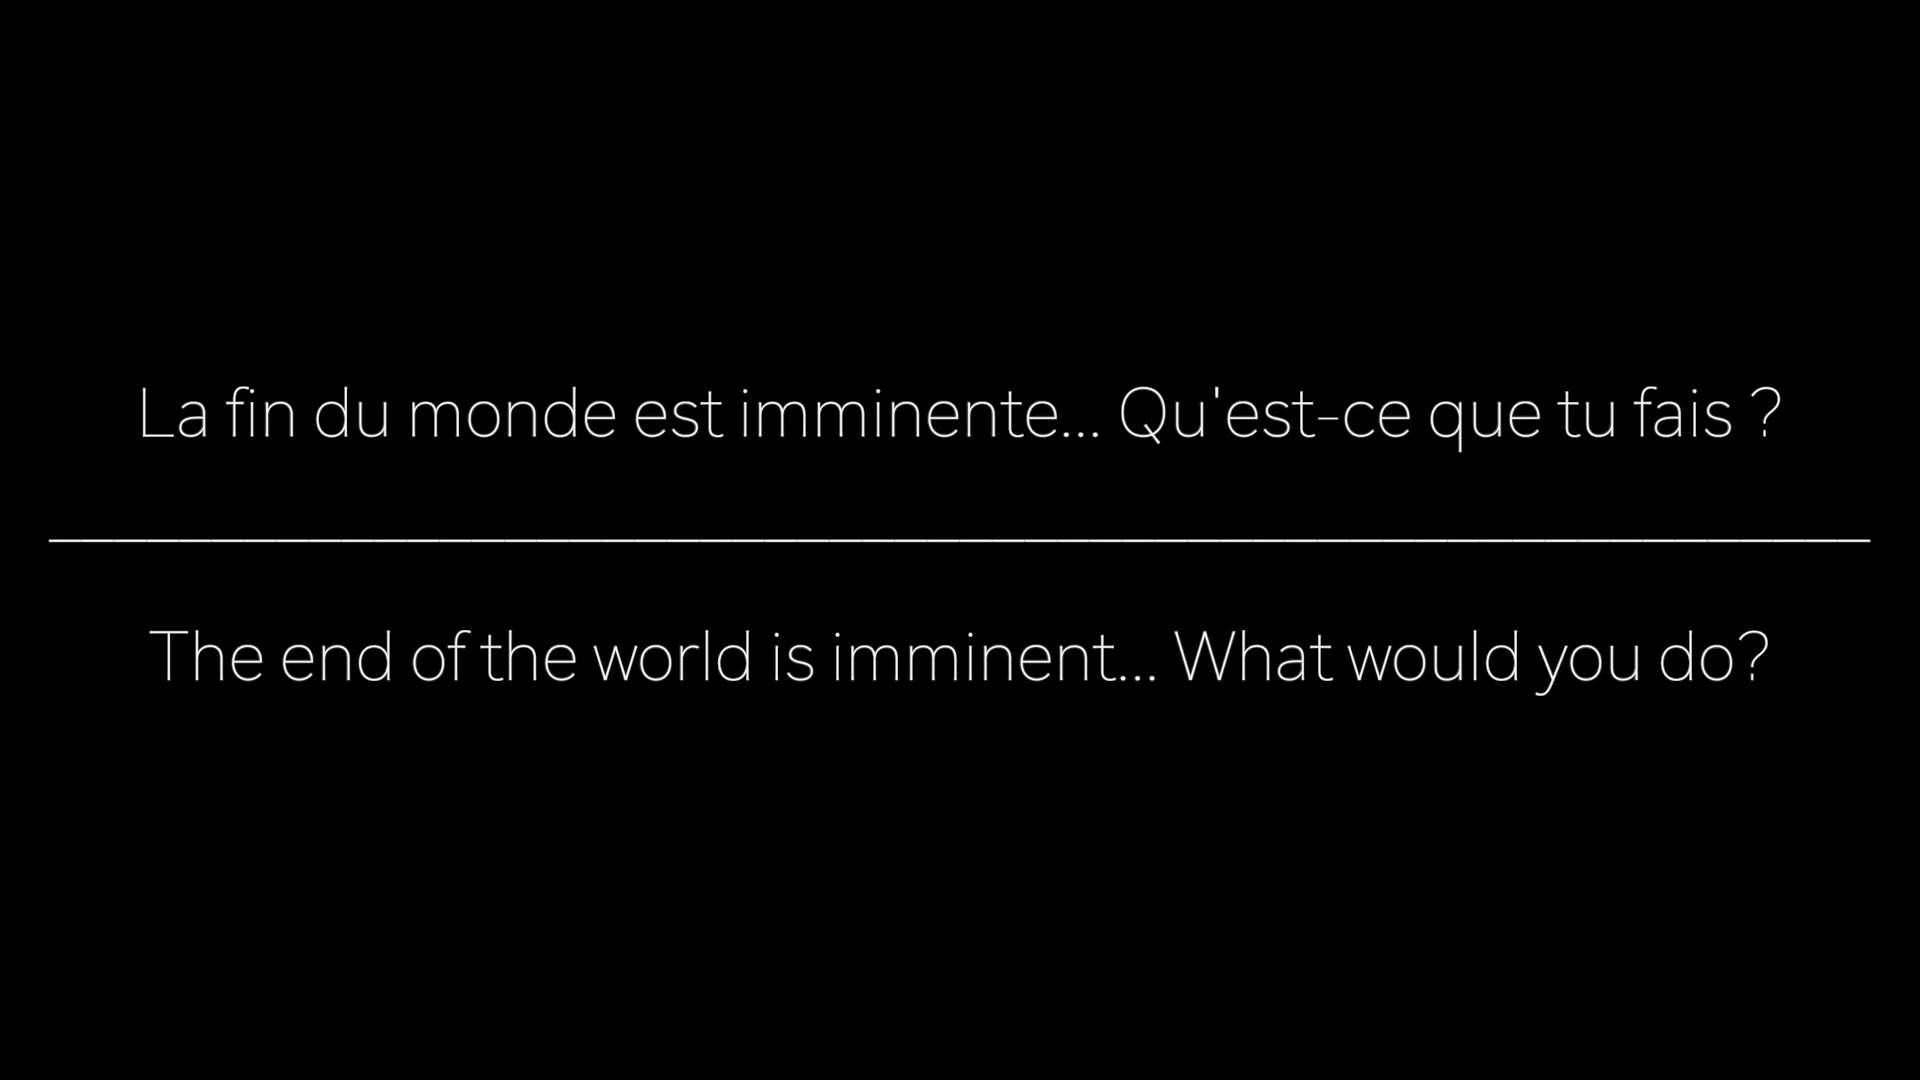 La fin du monde est imminente... Qu'est-ce que tu fais ?
The end of the world is imminent... What would you do?